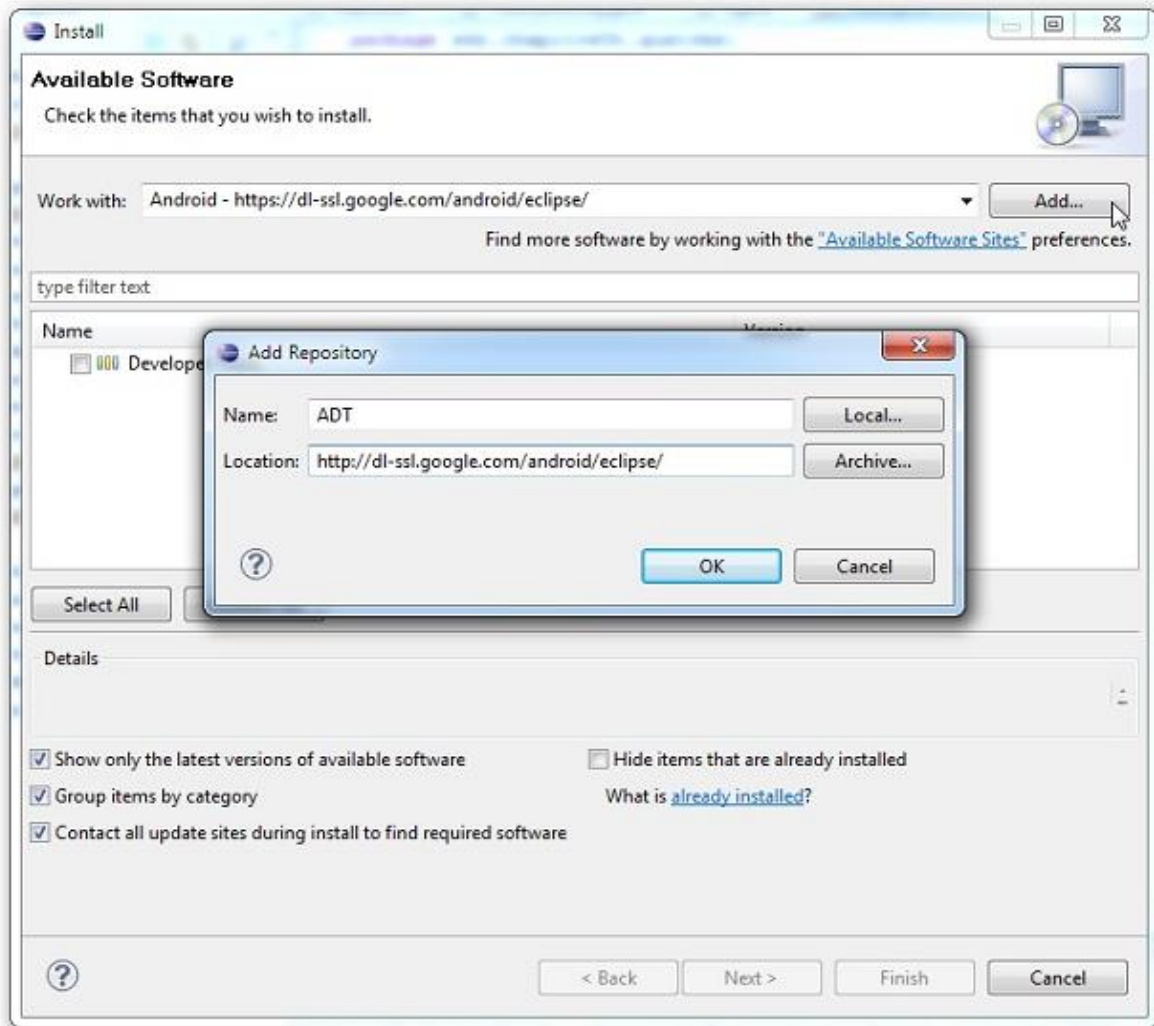 Install
Available Software
Check the items that you wish to install.
Work with: Android - https://dl-ssl.google.com/android/eclipse/ Add...
Find more software by working with the "Available Software Sites" preferences.
type filter text
Name Version
Develope
Add Repository
Name: ADT Local...
Location: http://dl-ssl.google.com/android/eclipse/ Archive...
OK Cancel
Select All
Details
Show only the latest versions of available software Hide items that are already installed
Group items by category What is already installed?
Contact all update sites during install to find required software
< Back Next > Finish Cancel